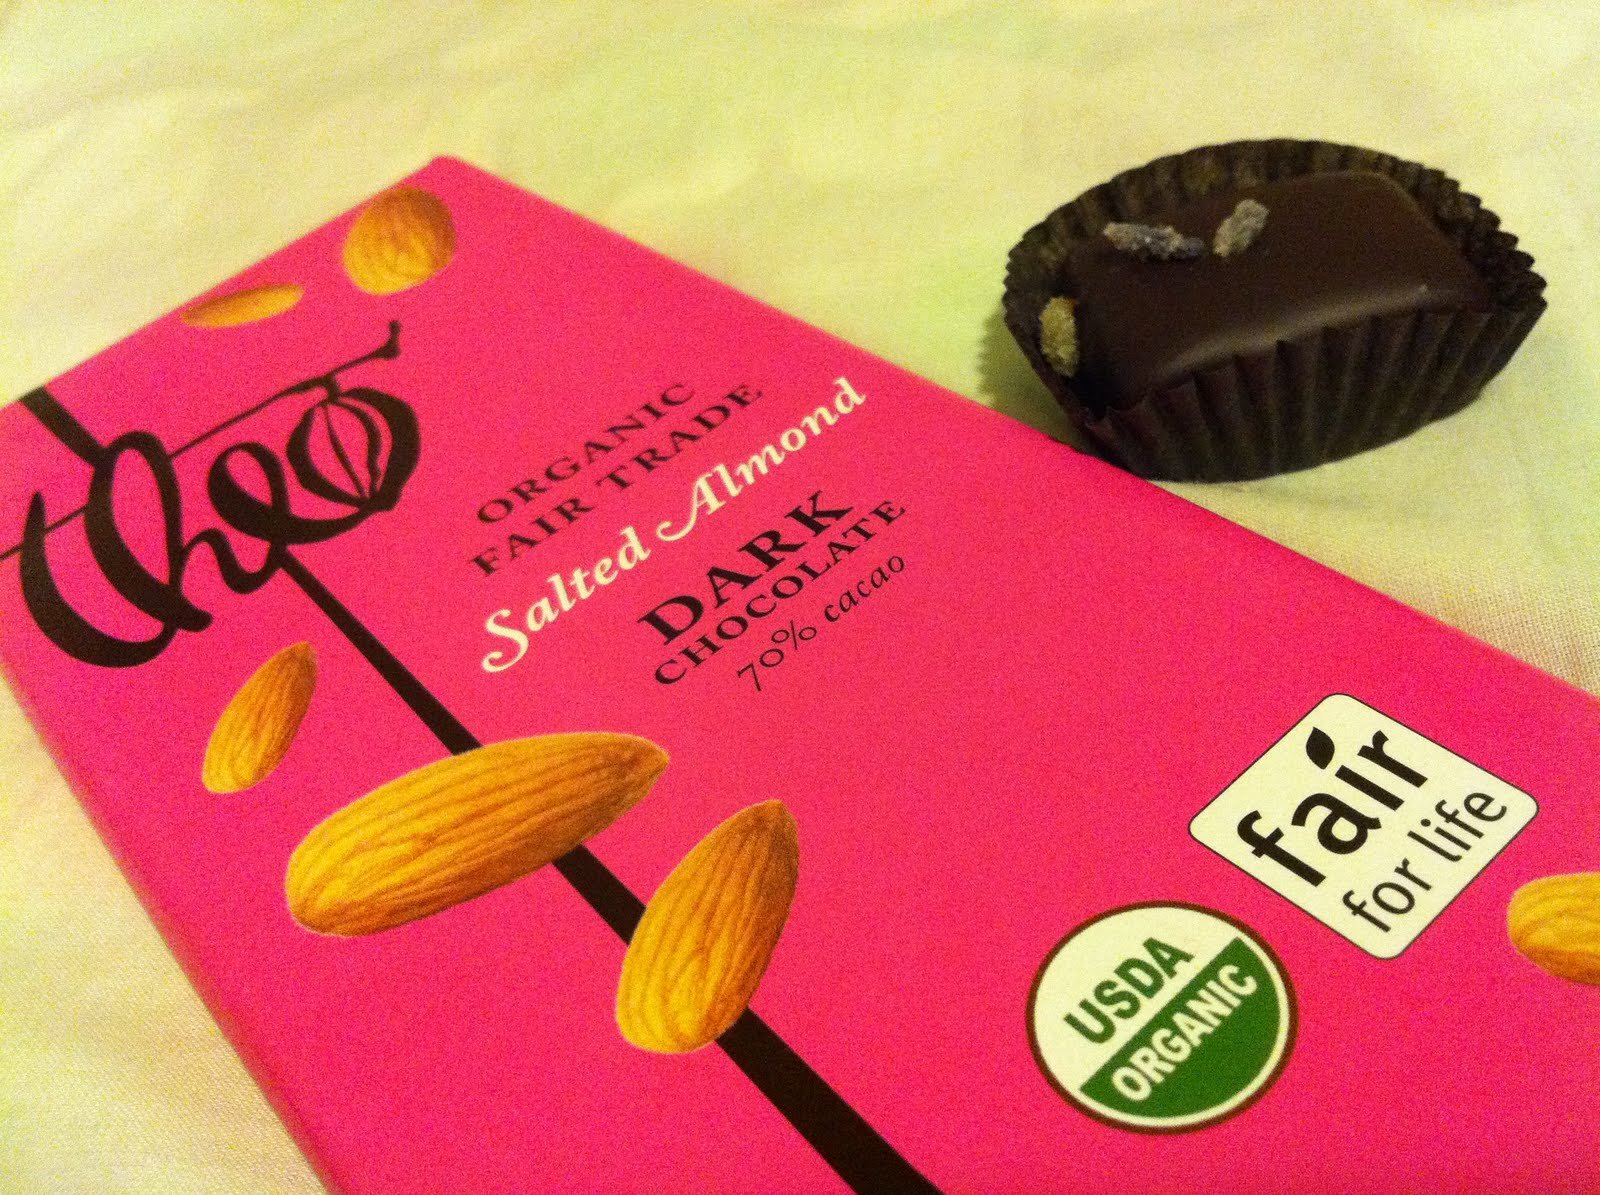 theo
ORGANIC
FAIR TRADE
Salted Almond
DARK
CHOCOLATE
70% cacao
fair
for life
USDA
ORGANIC